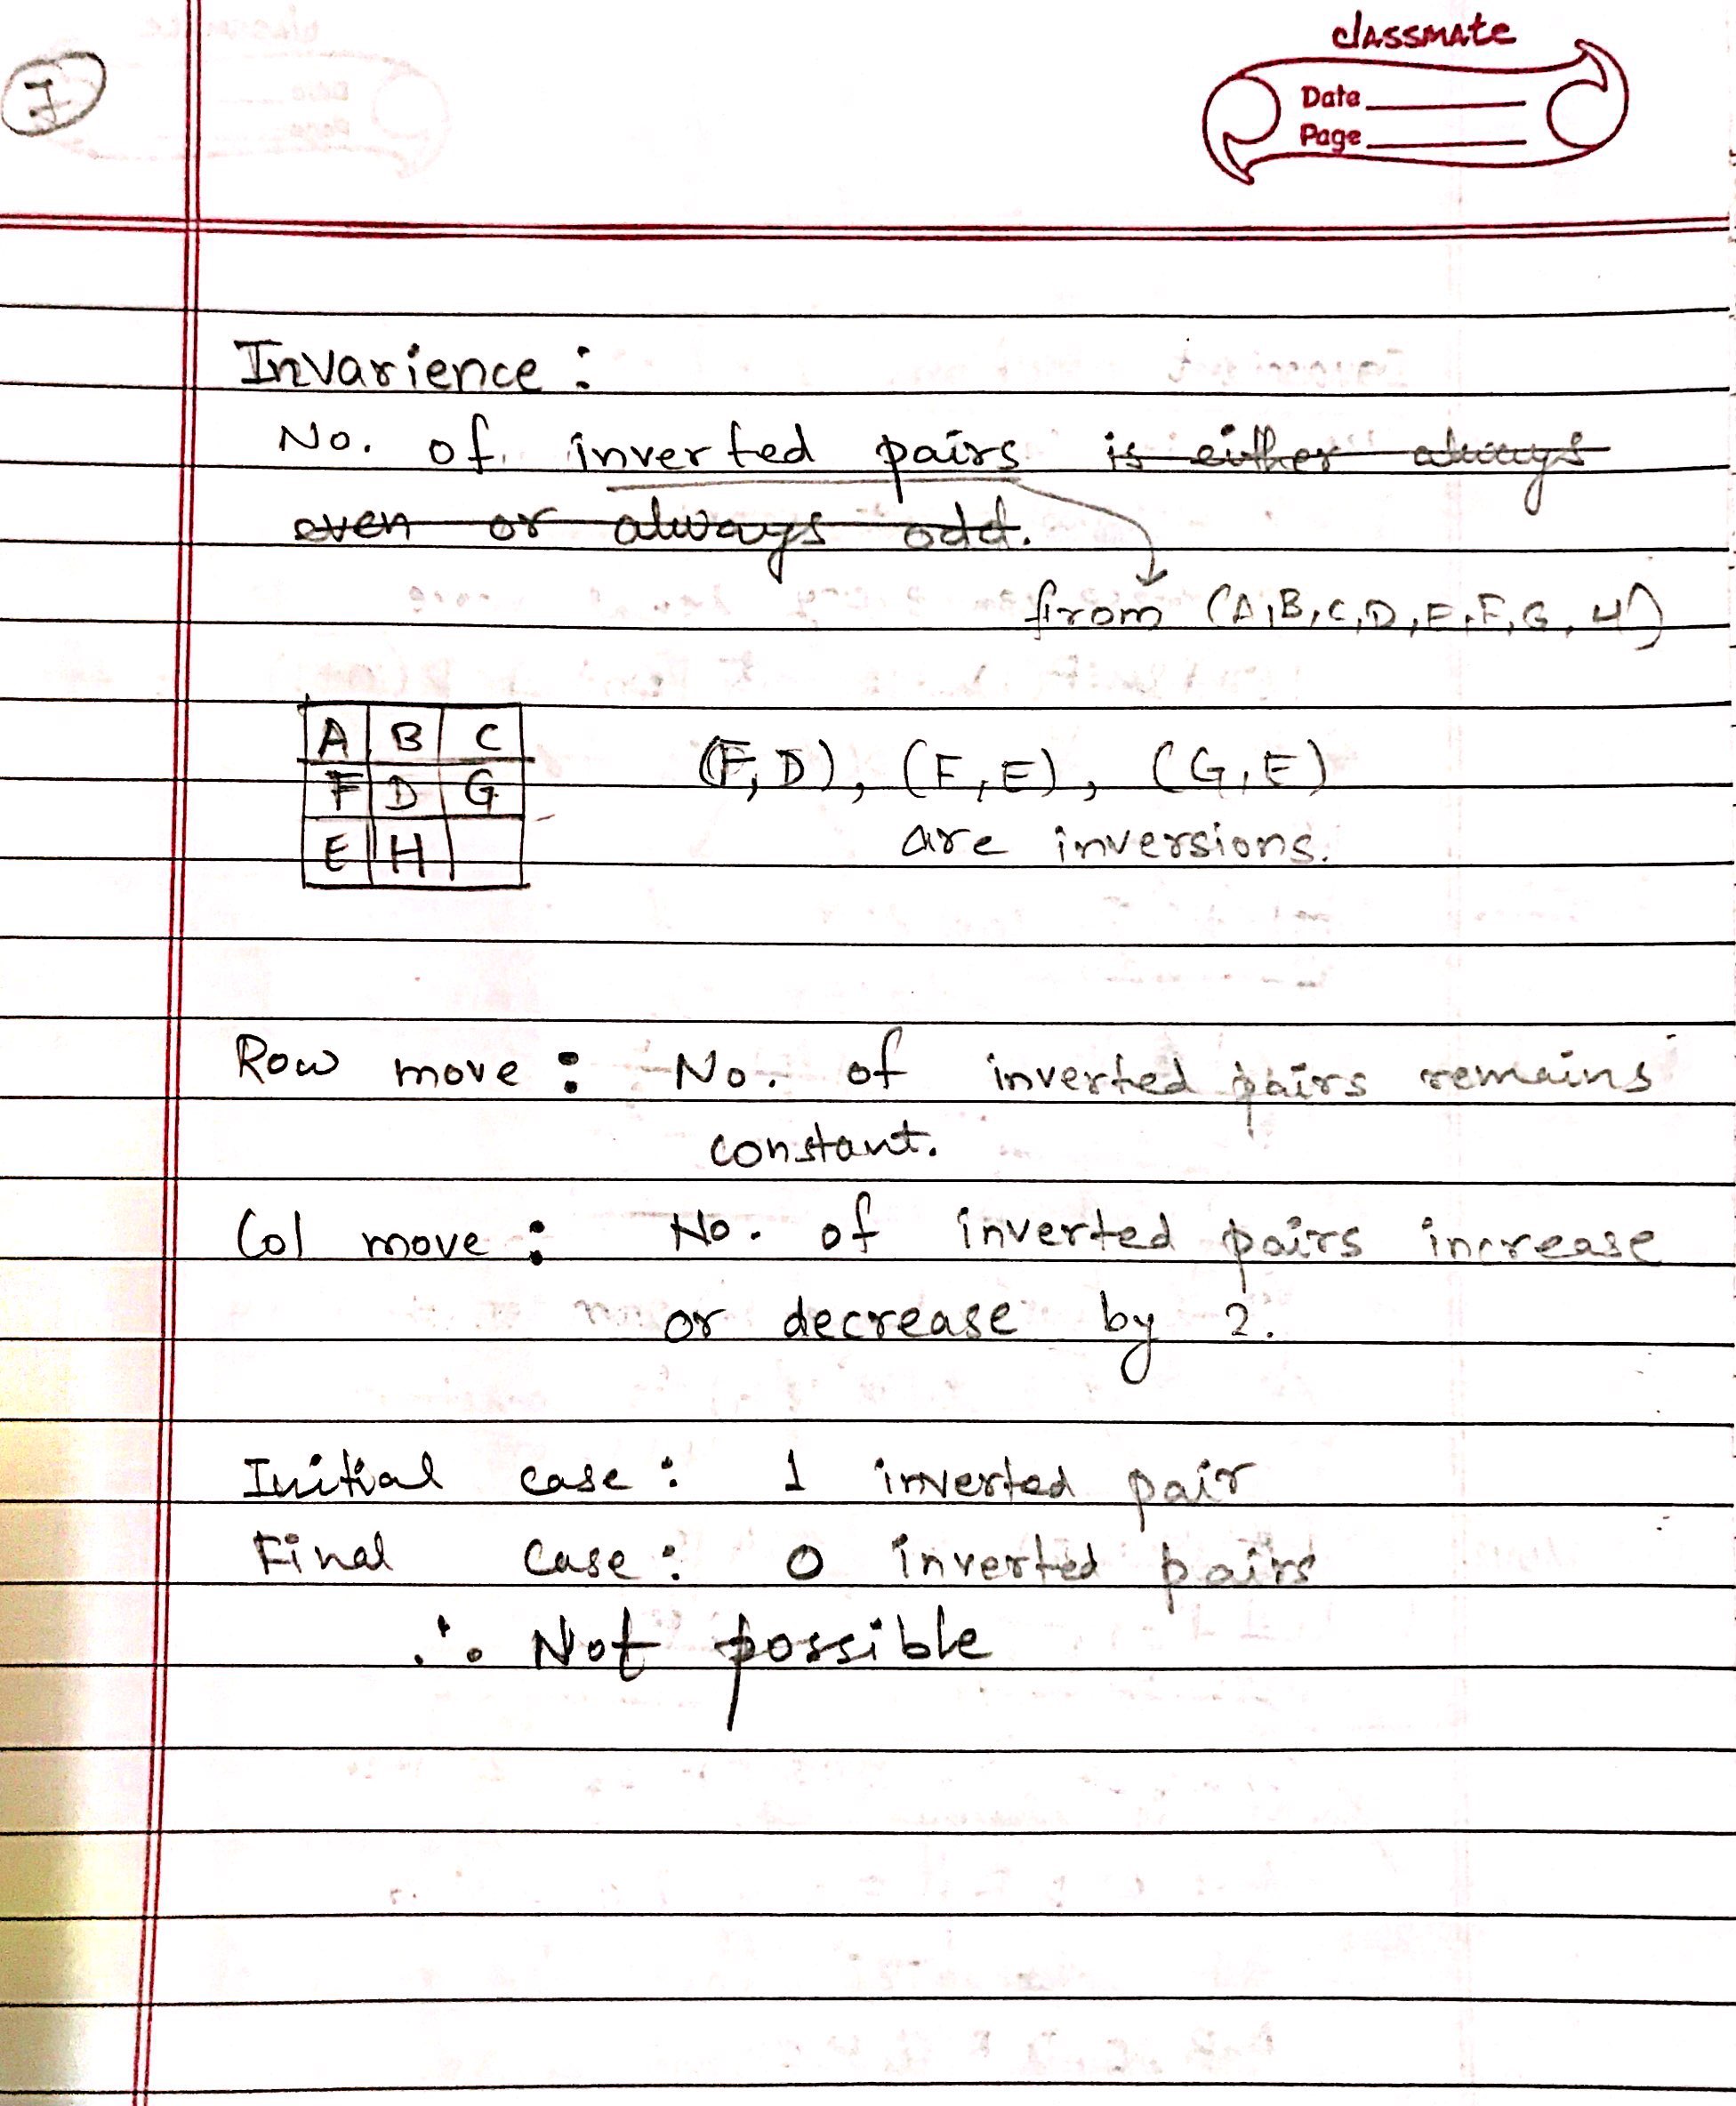 classmate
Date
Page
7
Invarience :
No. of inverted pairs is either always
even or always odd.
from (A,B,C,D,E,F,G,H)
A B C
F D G
E H
(F,D), (F,E), (G,E)
are inversions.
Row move : No. of inverted pairs remains
constant.
Col move : No. of inverted pairs increase
or decrease by 2.
Initial case : 1 inverted pair
Final case : 0 inverted pairs
∴ Not possible